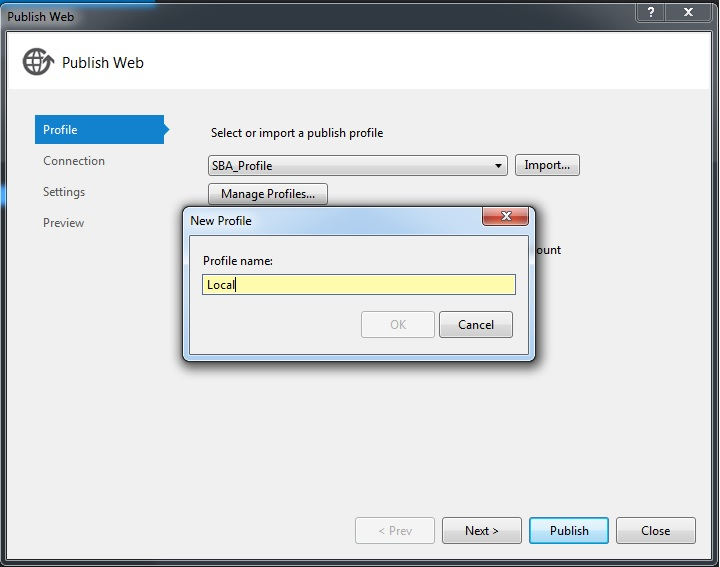 Publish Web
?
Publish Web
Profile
Connection
Settings
Preview
Select or import a publish profile
SBA_Profile
Import...
Manage Profiles...
New Profile
Profile name:
Local
OK
Cancel
< Prev
Next >
Publish
Close